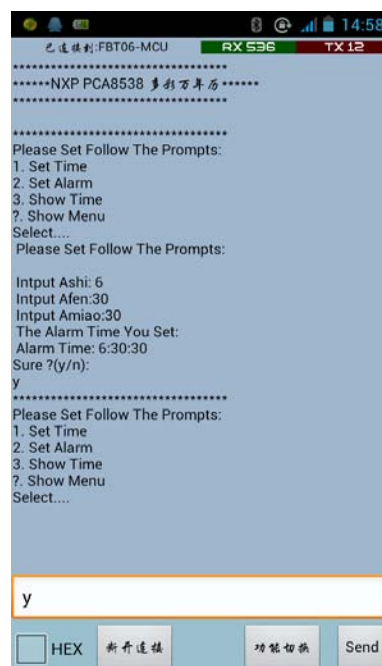 14:58
已连接到:FBT06-MCU RX 536 TX 12
************************************
******NXP PCA8538 多彩万年历******
************************************
************************************
Please Set Follow The Prompts:
1. Set Time
2. Set Alarm
3. Show Time
?. Show Menu
Select....
Please Set Follow The Prompts:
Intput Ashi: 6
Intput Afen:30
Intput Amiao:30
The Alarm Time You Set:
Alarm Time: 6:30:30
Sure ?(y/n):
y
************************************
Please Set Follow The Prompts:
1. Set Time
2. Set Alarm
3. Show Time
?. Show Menu
Select....
y
HEX 断开连接 功能切换 Send